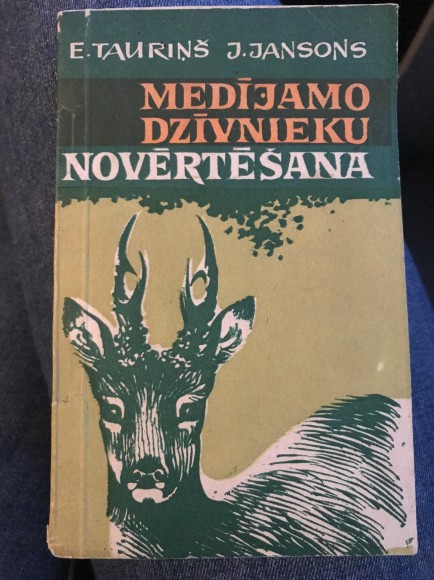 E. TAURIŅŠ J. JANSONS
MEDĪJAMO
DZĪVNIEKU
NOVĒRTĒŠANA